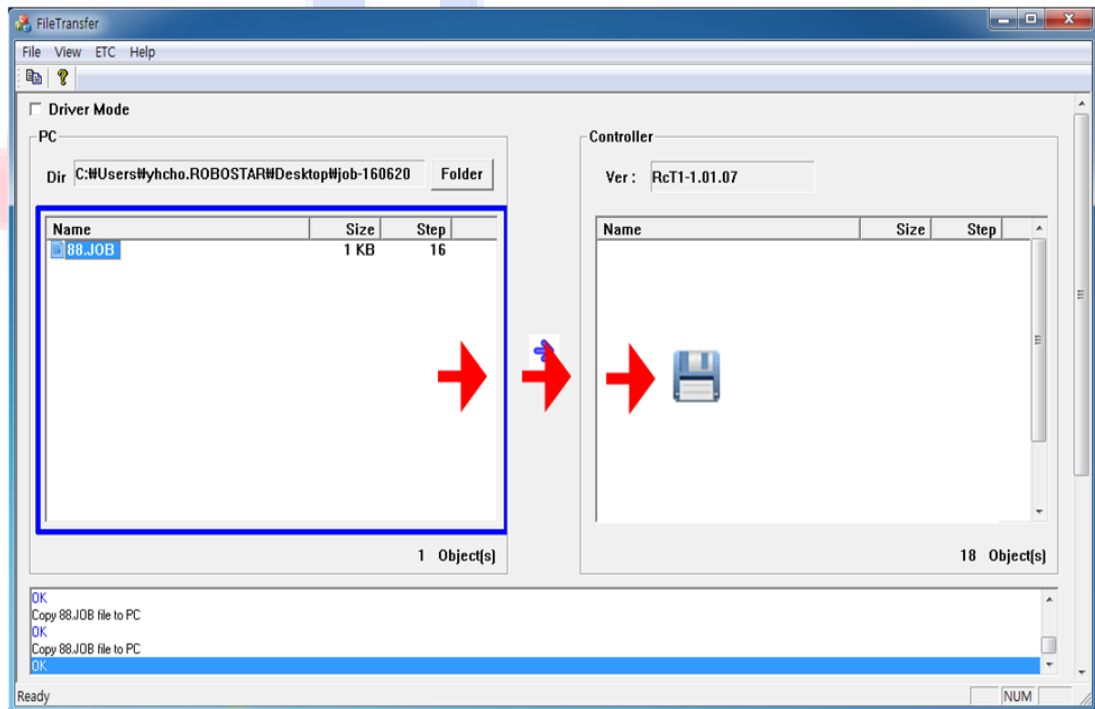 FileTransfer
File View ETC Help
Driver Mode
PC
Dir C:₩Users₩yhcho.ROBOSTAR₩Desktop₩job-160620 Folder
Name Size Step
88.JOB 1 KB 16
1 Object(s)
Controller
Ver : RcT1-1.01.07
Name Size Step
18 Object(s)
OK
Copy 88.JOB file to PC
OK
Copy 88.JOB file to PC
OK
Ready NUM